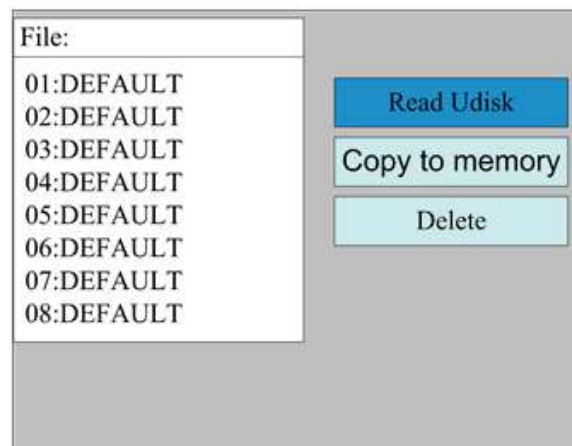 File:
01:DEFAULT
02:DEFAULT
03:DEFAULT
04:DEFAULT
05:DEFAULT
06:DEFAULT
07:DEFAULT
08:DEFAULT
Read Udisk
Copy to memory
Delete